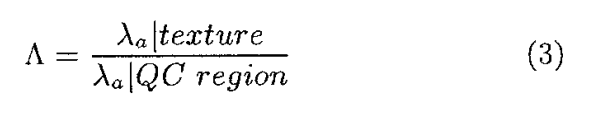 Λ = λₐ|texture / λₐ|QC region (3)